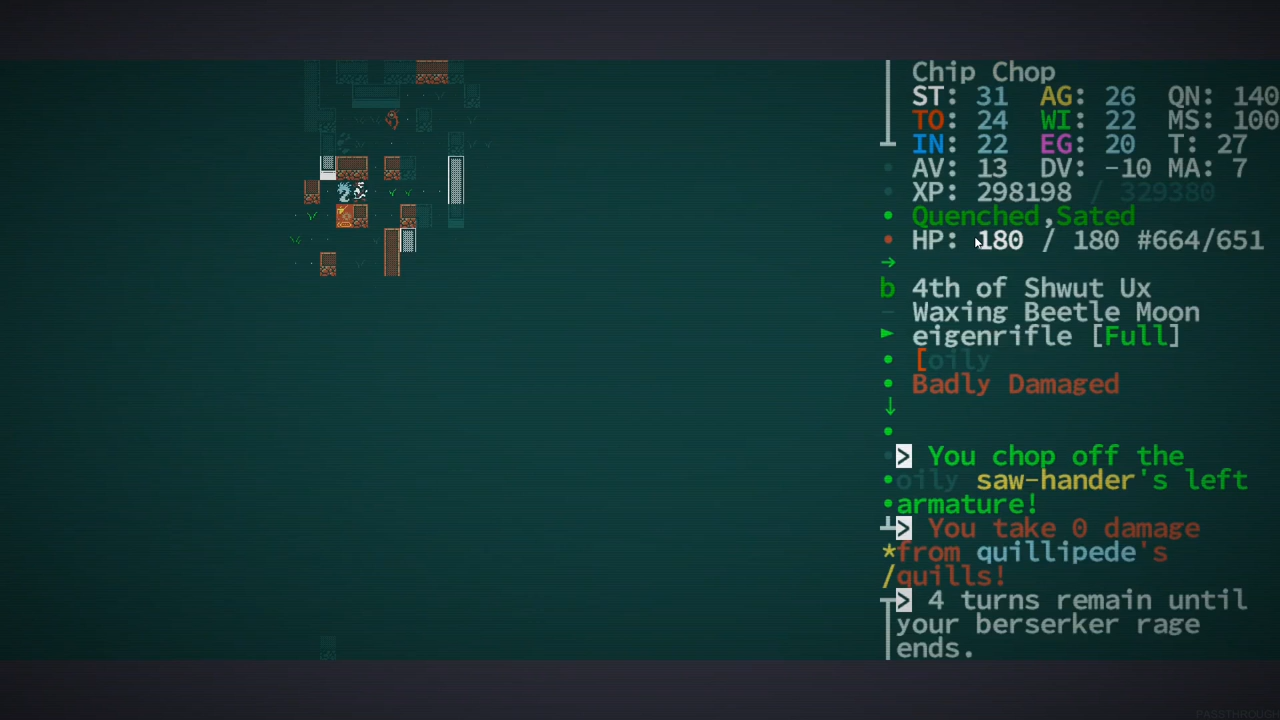 Chip Chop
ST: 31 AG: 26 QN: 140
TO: 24 WI: 22 MS: 100
IN: 22 EG: 20 T: 27
AV: 13 DV: -10 MA: 7
XP: 298198 / 329380
Quenched, Sated
HP: 180 / 180 #664/651
b 4th of Shwut Ux
Waxing Beetle Moon
eigenrifle [Full]
[oily
Badly Damaged
> You chop off the
oily saw-hander's left
armature!
> You take 0 damage
*from quillipede's
/quills!
> 4 turns remain until
your berserker rage
ends.
PASSTHROUGH